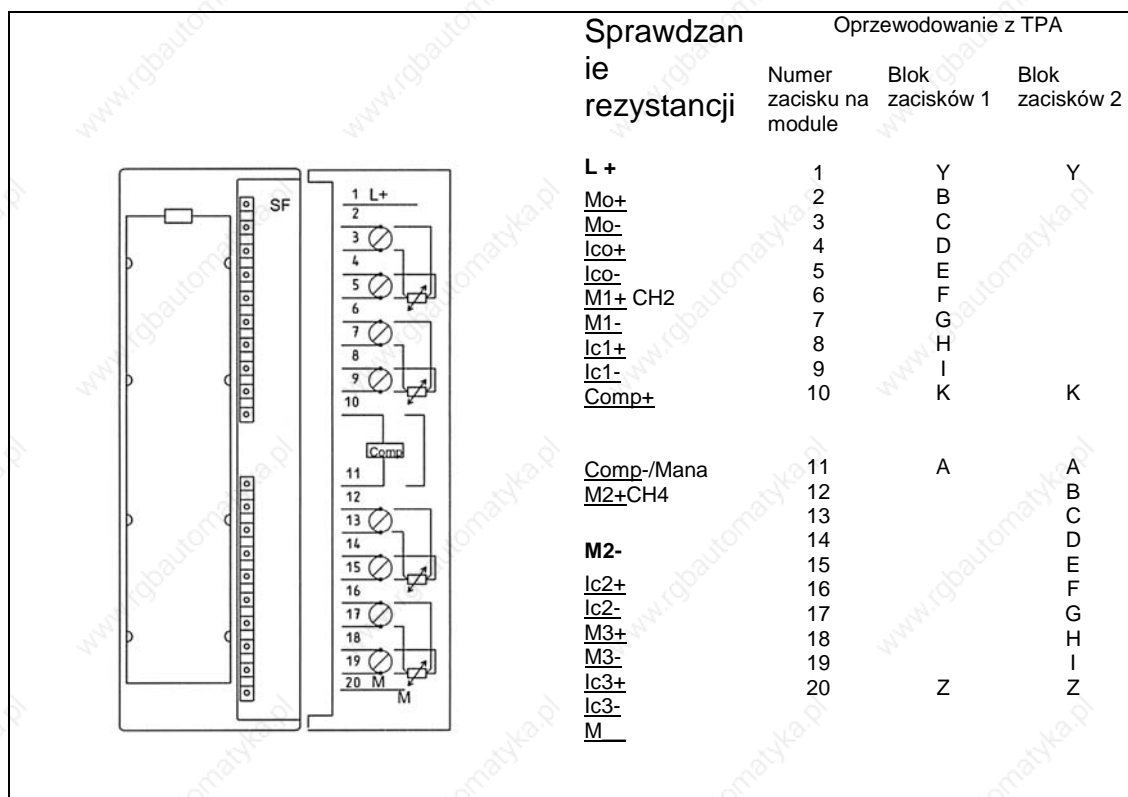 Sprawdzan
ie
rezystancji
Oprzewodowanie z TPA
Numer
zacisku na
module
Blok
zacisków 1
Blok
zacisków 2
L + 1 Y Y
Mo+ 2 B
Mo- 3 C
Ico+ 4 D
Ico- 5 E
M1+ CH2 6 F
M1- 7 G
Ic1+ 8 H
Ic1- 9 I
Comp+ 10 K K
Comp-/Mana 11 A A
M2+CH4 12 B
13 C
M2- 14 D
15 E
Ic2+ 16 F
Ic2- 17 G
M3+ 18 H
M3- 19 I
Ic3+ 20 Z Z
Ic3-
M__
SF
1 L+
2
3
4
5
6
7
8
9
10
Comp
11
12
13
14
15
16
17
18
19
20 M
M
www.rgbautomatyka.pl